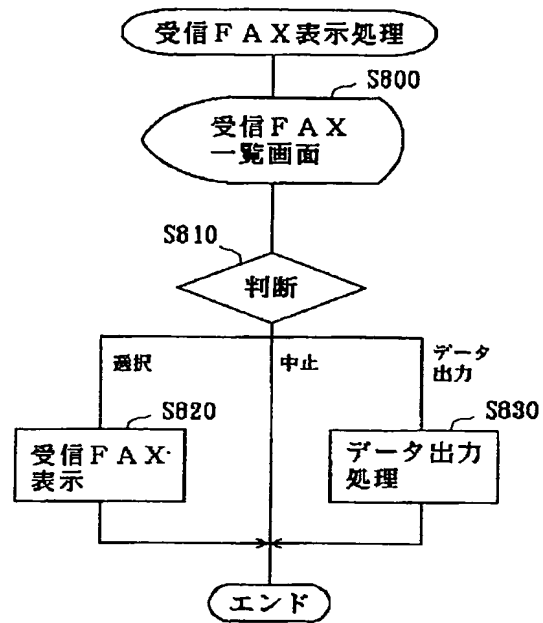 受信ＦＡＸ表示処理
S800
受信ＦＡＸ
一覧画面
S810
判断
選択
中止
データ
出力
S820
受信ＦＡＸ・
表示
S830
データ出力
処理
エンド